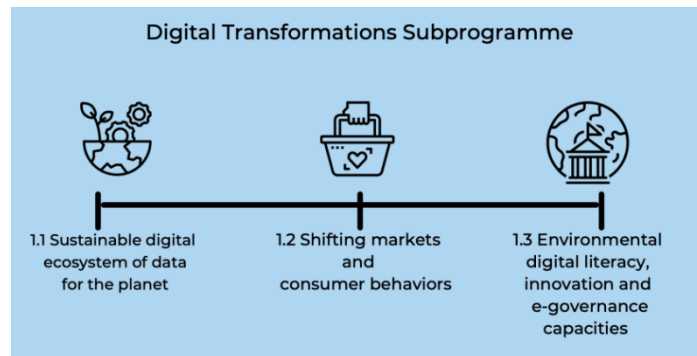 Digital Transformations Subprogramme
1.1 Sustainable digital
ecosystem of data
for the planet
1.2 Shifting markets
and
consumer behaviors
1.3 Environmental
digital literacy,
innovation and
e-governance
capacities